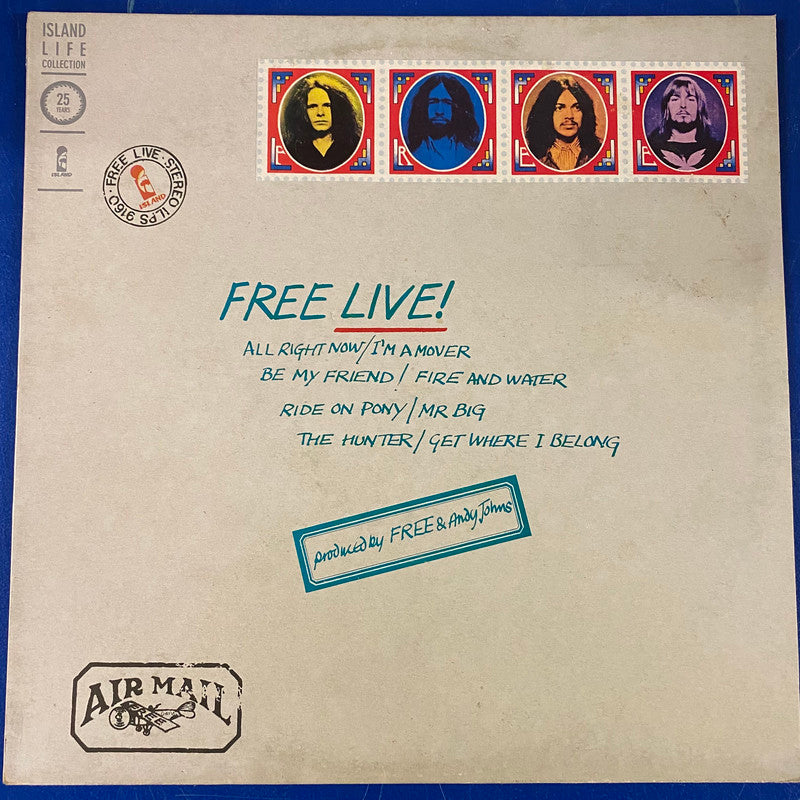 ISLAND
LIFE
COLLECTION
25
YEARS
ISLAND
FREE LIVE · STEREO ILPS 9160 ·
ISLAND
F R E E
FREE LIVE!
ALL RIGHT NOW/I'M A MOVER
BE MY FRIEND / FIRE AND WATER
RIDE ON PONY/MR BIG
THE HUNTER/GET WHERE I BELONG
produced by FREE & Andy Johns
AIR MAIL
FREE